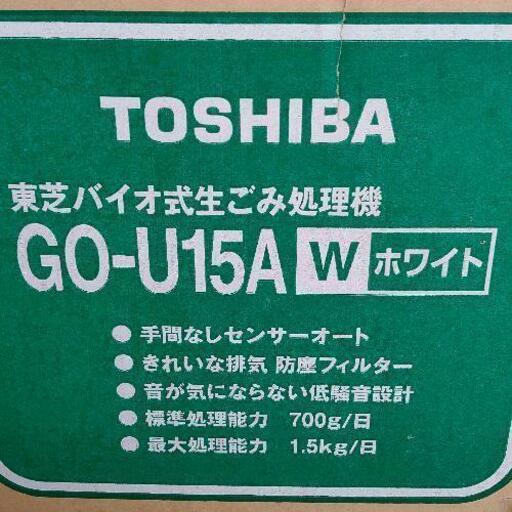 TOSHIBA
東芝バイオ式生ごみ処理機
GO-U15A W ホワイト
● 手間なしセンサーオート
● きれいな排気 防塵フィルター
● 音が気にならない低騒音設計
● 標準処理能力 700g/日
● 最大処理能力 1.5kg/日